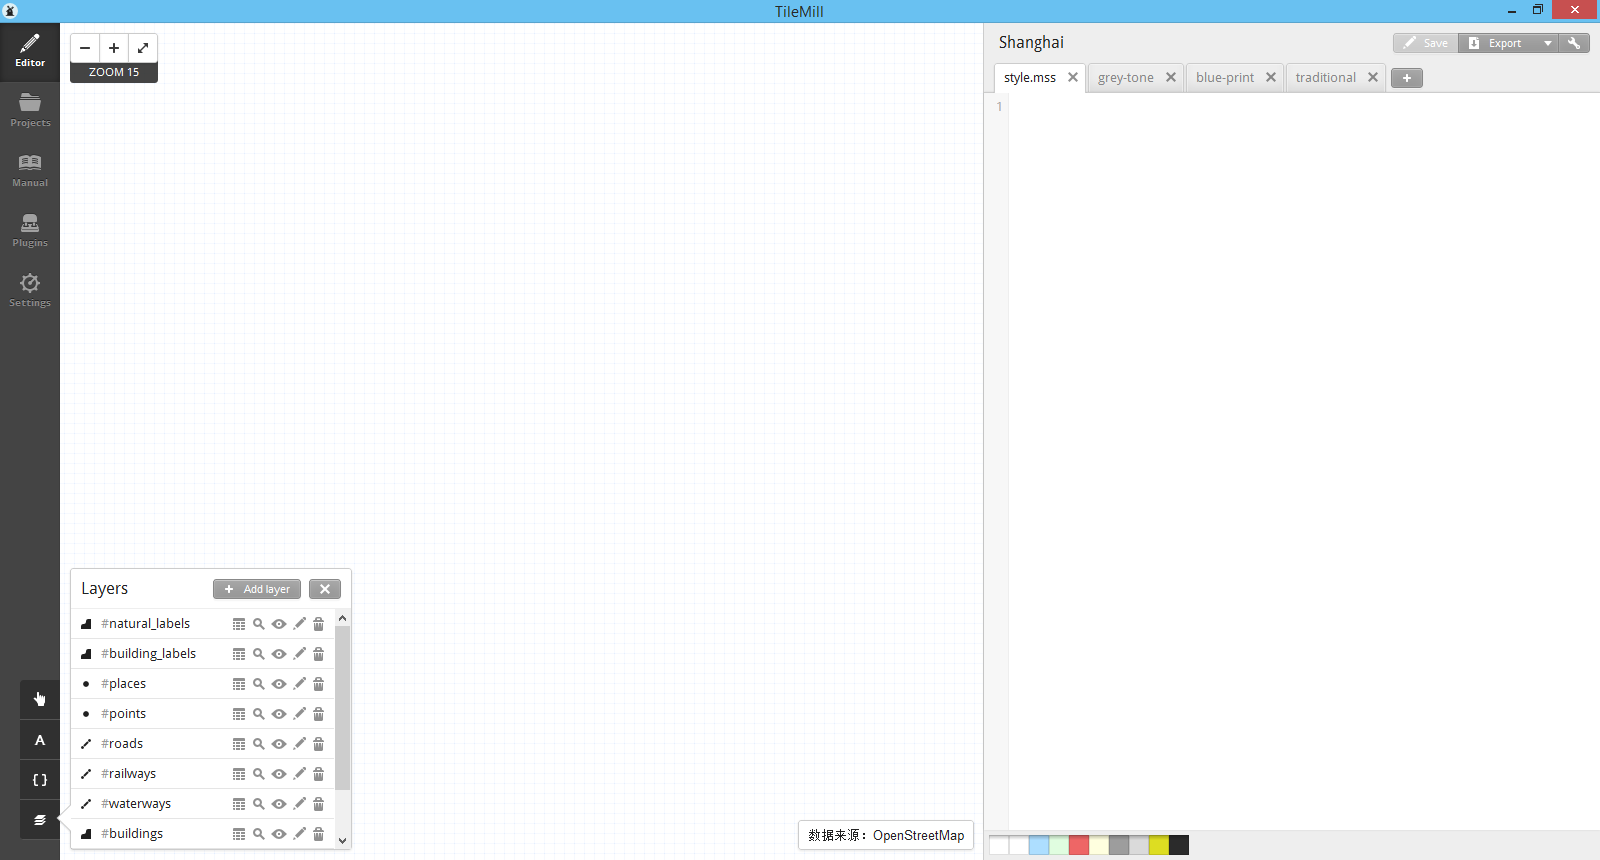 TileMill
Editor
Projects
Manual
Plugins
Settings
A
{ }
ZOOM 15
Layers
+ Add layer
#natural_labels
#building_labels
#places
#points
#roads
#railways
#waterways
#buildings
数据来源：OpenStreetMap
Shanghai
Save
Export
style.mss
grey-tone
blue-print
traditional
1